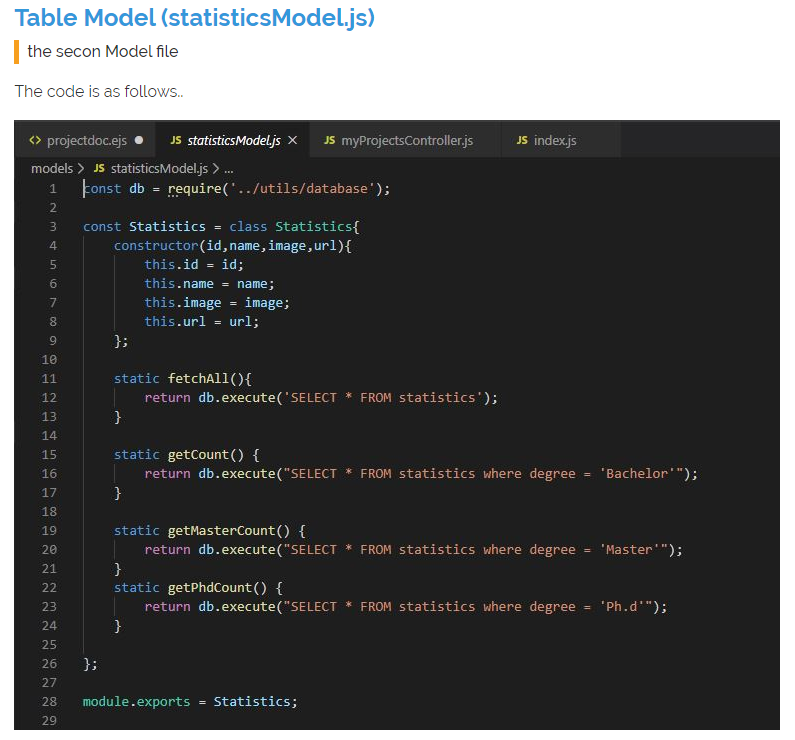 Table Model (statisticsModel.js)
the secon Model file
The code is as follows..
<> projectdoc.ejs ● JS statisticsModel.js × JS myProjectsController.js JS index.js
models > JS statisticsModel.js > ...
1 const db = require('../utils/database');
2
3 const Statistics = class Statistics{
4 constructor(id,name,image,url){
5 this.id = id;
6 this.name = name;
7 this.image = image;
8 this.url = url;
9 };
10
11 static fetchAll(){
12 return db.execute('SELECT * FROM statistics');
13 }
14
15 static getCount() {
16 return db.execute("SELECT * FROM statistics where degree = 'Bachelor'");
17 }
18
19 static getMasterCount() {
20 return db.execute("SELECT * FROM statistics where degree = 'Master'");
21 }
22 static getPhdCount() {
23 return db.execute("SELECT * FROM statistics where degree = 'Ph.d'");
24 }
25
26 };
27
28 module.exports = Statistics;
29